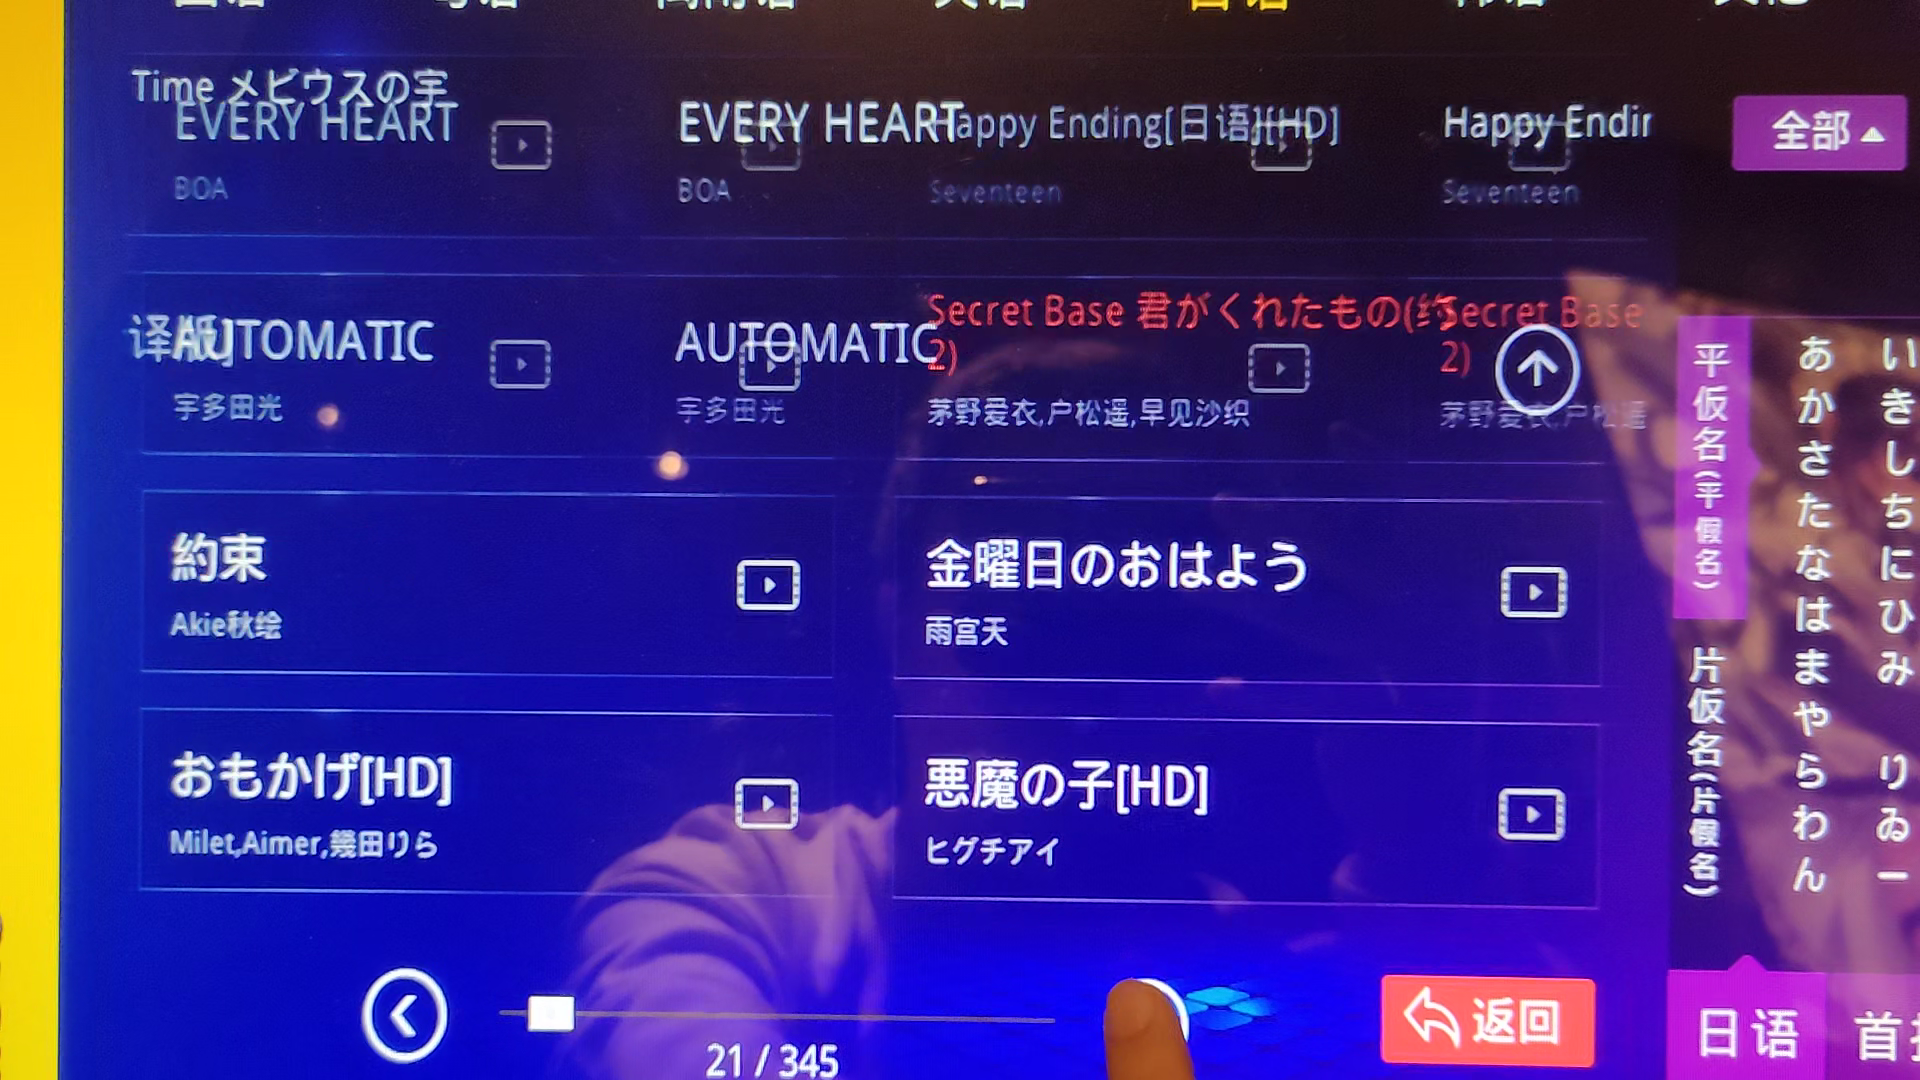 日语
Time メビウスの宇
EVERY HEART
BOA
EVERY HEART
BOA
Happy Ending[日语][HD]
Seventeen
Happy Endin
Seventeen
全部
译版]
AUTOMATIC
宇多田光
AUTOMATIC
宇多田光
Secret Base 君がくれたもの(约
2)
茅野爱衣,户松遥,早见沙织
Secret Base
2)
茅野爱衣,户松遥
約束
Akie秋绘
金曜日のおはよう
雨宫天
おもかげ[HD]
Milet,Aimer,幾田りら
悪魔の子[HD]
ヒグチアイ
平仮名(平假名)
片仮名(片假名)
あかさたなはまやらわん
いきしちにひみ りゐー
21 / 345
返回
日语
首